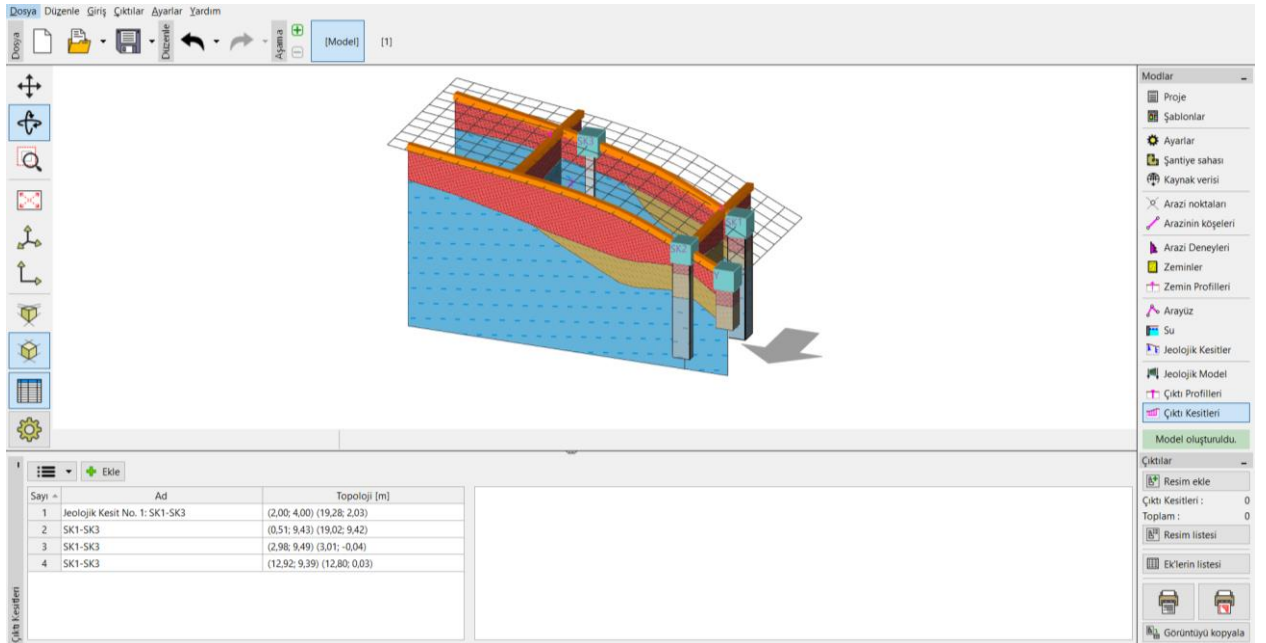 Dosya Düzenle Giriş Çıktılar Ayarlar Yardım
Dosya
Düzenle
Aşama
[Model] [1]
SK3
SK1
SK2
Y
Modlar
Proje
Şablonlar
Ayarlar
Şantiye sahası
Kaynak verisi
Arazi noktaları
Arazinin köşeleri
Arazi Deneyleri
Zeminler
Zemin Profilleri
Arayüz
Su
Jeolojik Kesitler
Jeolojik Model
Çıktı Profilleri
Çıktı Kesitleri
Model oluşturuldu.
Çıktılar
Resim ekle
Çıktı Kesitleri : 0
Toplam : 0
Resim listesi
Ek'lerin listesi
Görüntüyü kopyala
Ekle
Sayı Ad Topoloji [m]
1 Jeolojik Kesit No. 1: SK1-SK3 (2,00; 4,00) (19,28; 2,03)
2 SK1-SK3 (0,51; 9,43) (19,02; 9,42)
3 SK1-SK3 (2,98; 9,49) (3,01; -0,04)
4 SK1-SK3 (12,92; 9,39) (12,80; 0,03)
Çıktı Kesitleri